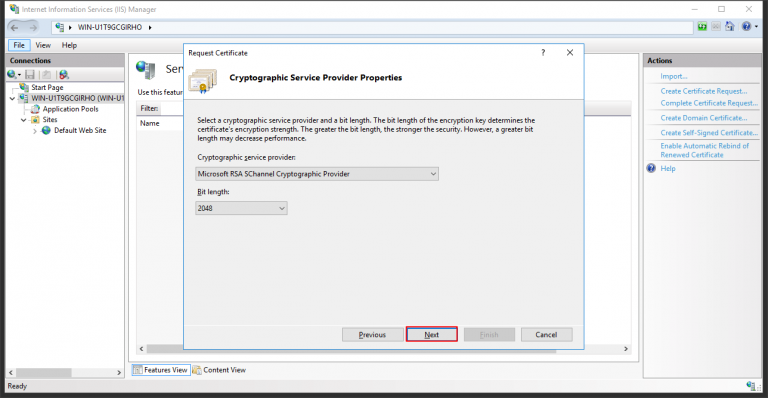 Internet Information Services (IIS) Manager
WIN-U1T9GCGIRHO
File View Help
Connections
Start Page
WIN-U1T9GCGIRHO (WIN-U1
Application Pools
Sites
Default Web Site
Ser
Use this featur
Filter:
Name
Request Certificate
Cryptographic Service Provider Properties
Select a cryptographic service provider and a bit length. The bit length of the encryption key determines the
certificate's encryption strength. The greater the bit length, the stronger the security. However, a greater bit
length may decrease performance.
Cryptographic service provider:
Microsoft RSA SChannel Cryptographic Provider
Bit length:
2048
Previous Next Finish Cancel
Actions
Import...
Create Certificate Request...
Complete Certificate Request...
Create Domain Certificate...
Create Self-Signed Certificate...
Enable Automatic Rebind of
Renewed Certificate
Help
Features View Content View
Ready